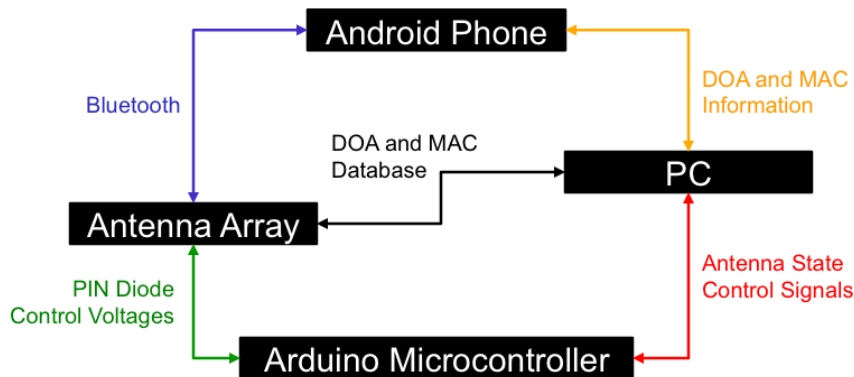 Android Phone
Bluetooth
DOA and MAC
Information
DOA and MAC
Database
PC
Antenna Array
PIN Diode
Control Voltages
Antenna State
Control Signals
Arduino Microcontroller